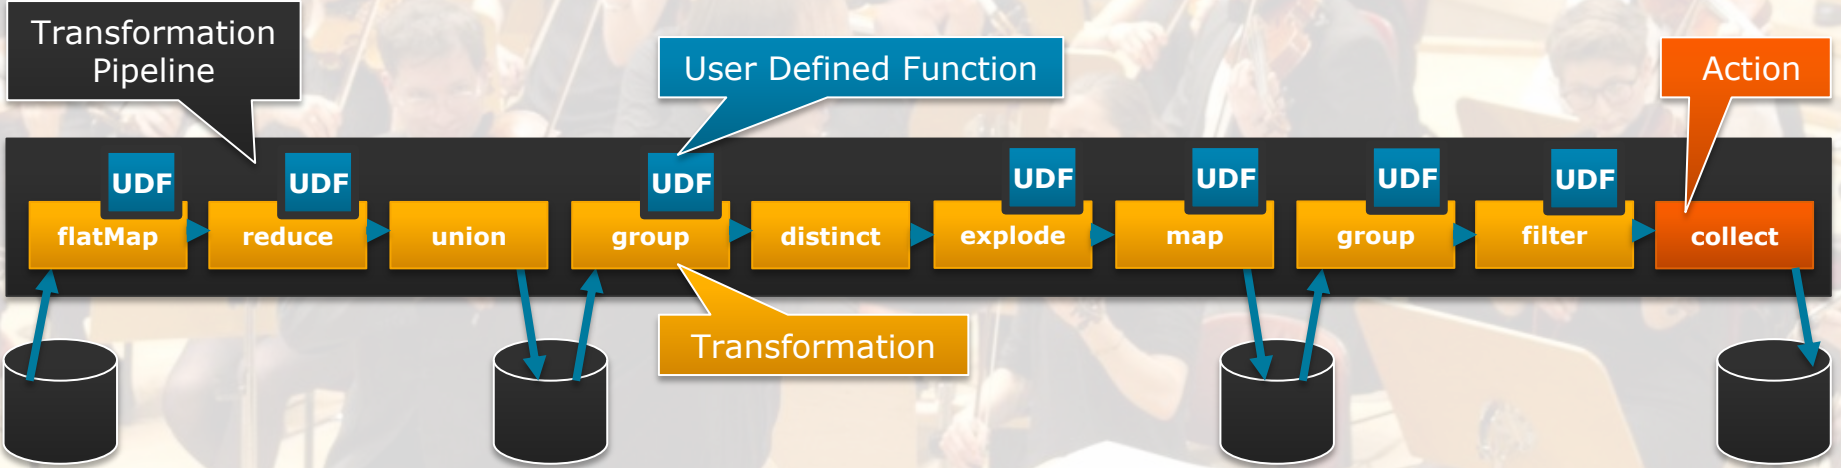 Transformation
Pipeline
User Defined Function
Action
UDF
UDF
UDF
UDF
UDF
UDF
UDF
flatMap
reduce
union
group
distinct
explode
map
group
filter
collect
Transformation